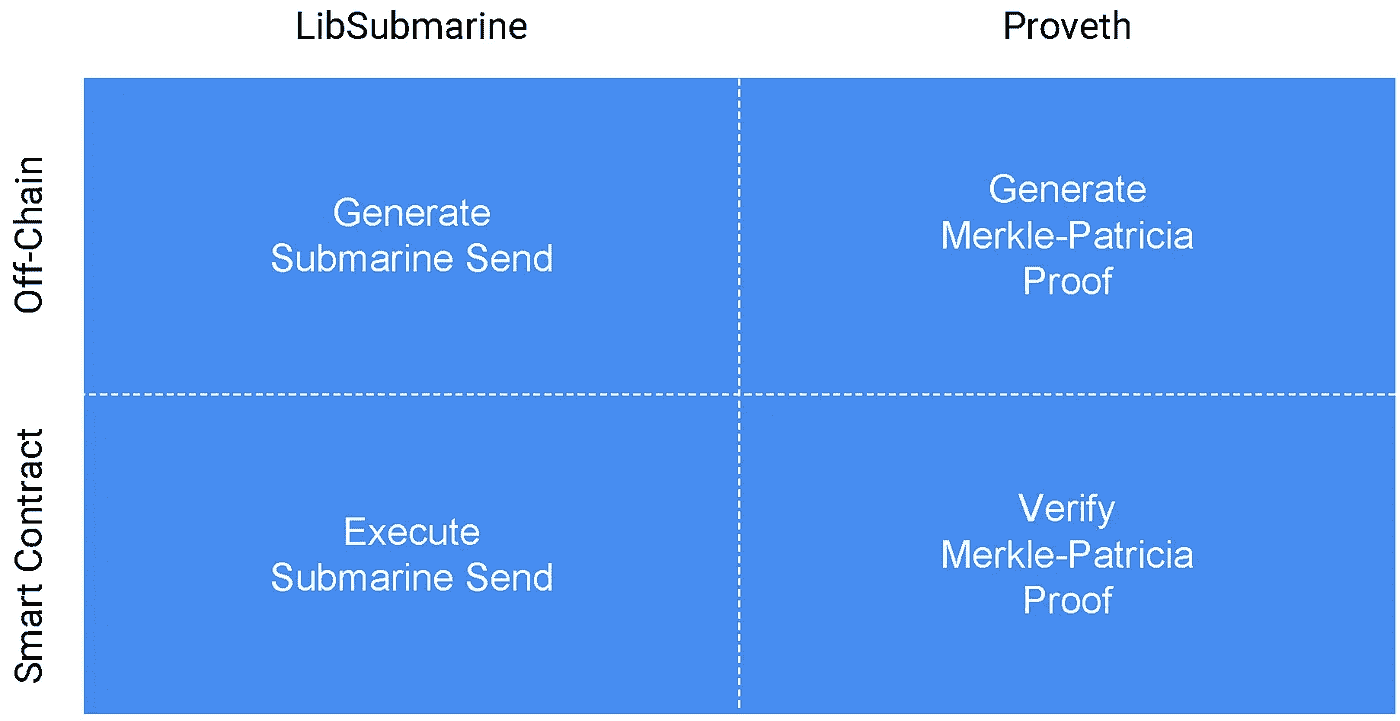 LibSubmarine
Proveth
Off-Chain
Generate
Submarine Send
Generate
Merkle-Patricia
Proof
Smart Contract
Execute
Submarine Send
Verify
Merkle-Patricia
Proof